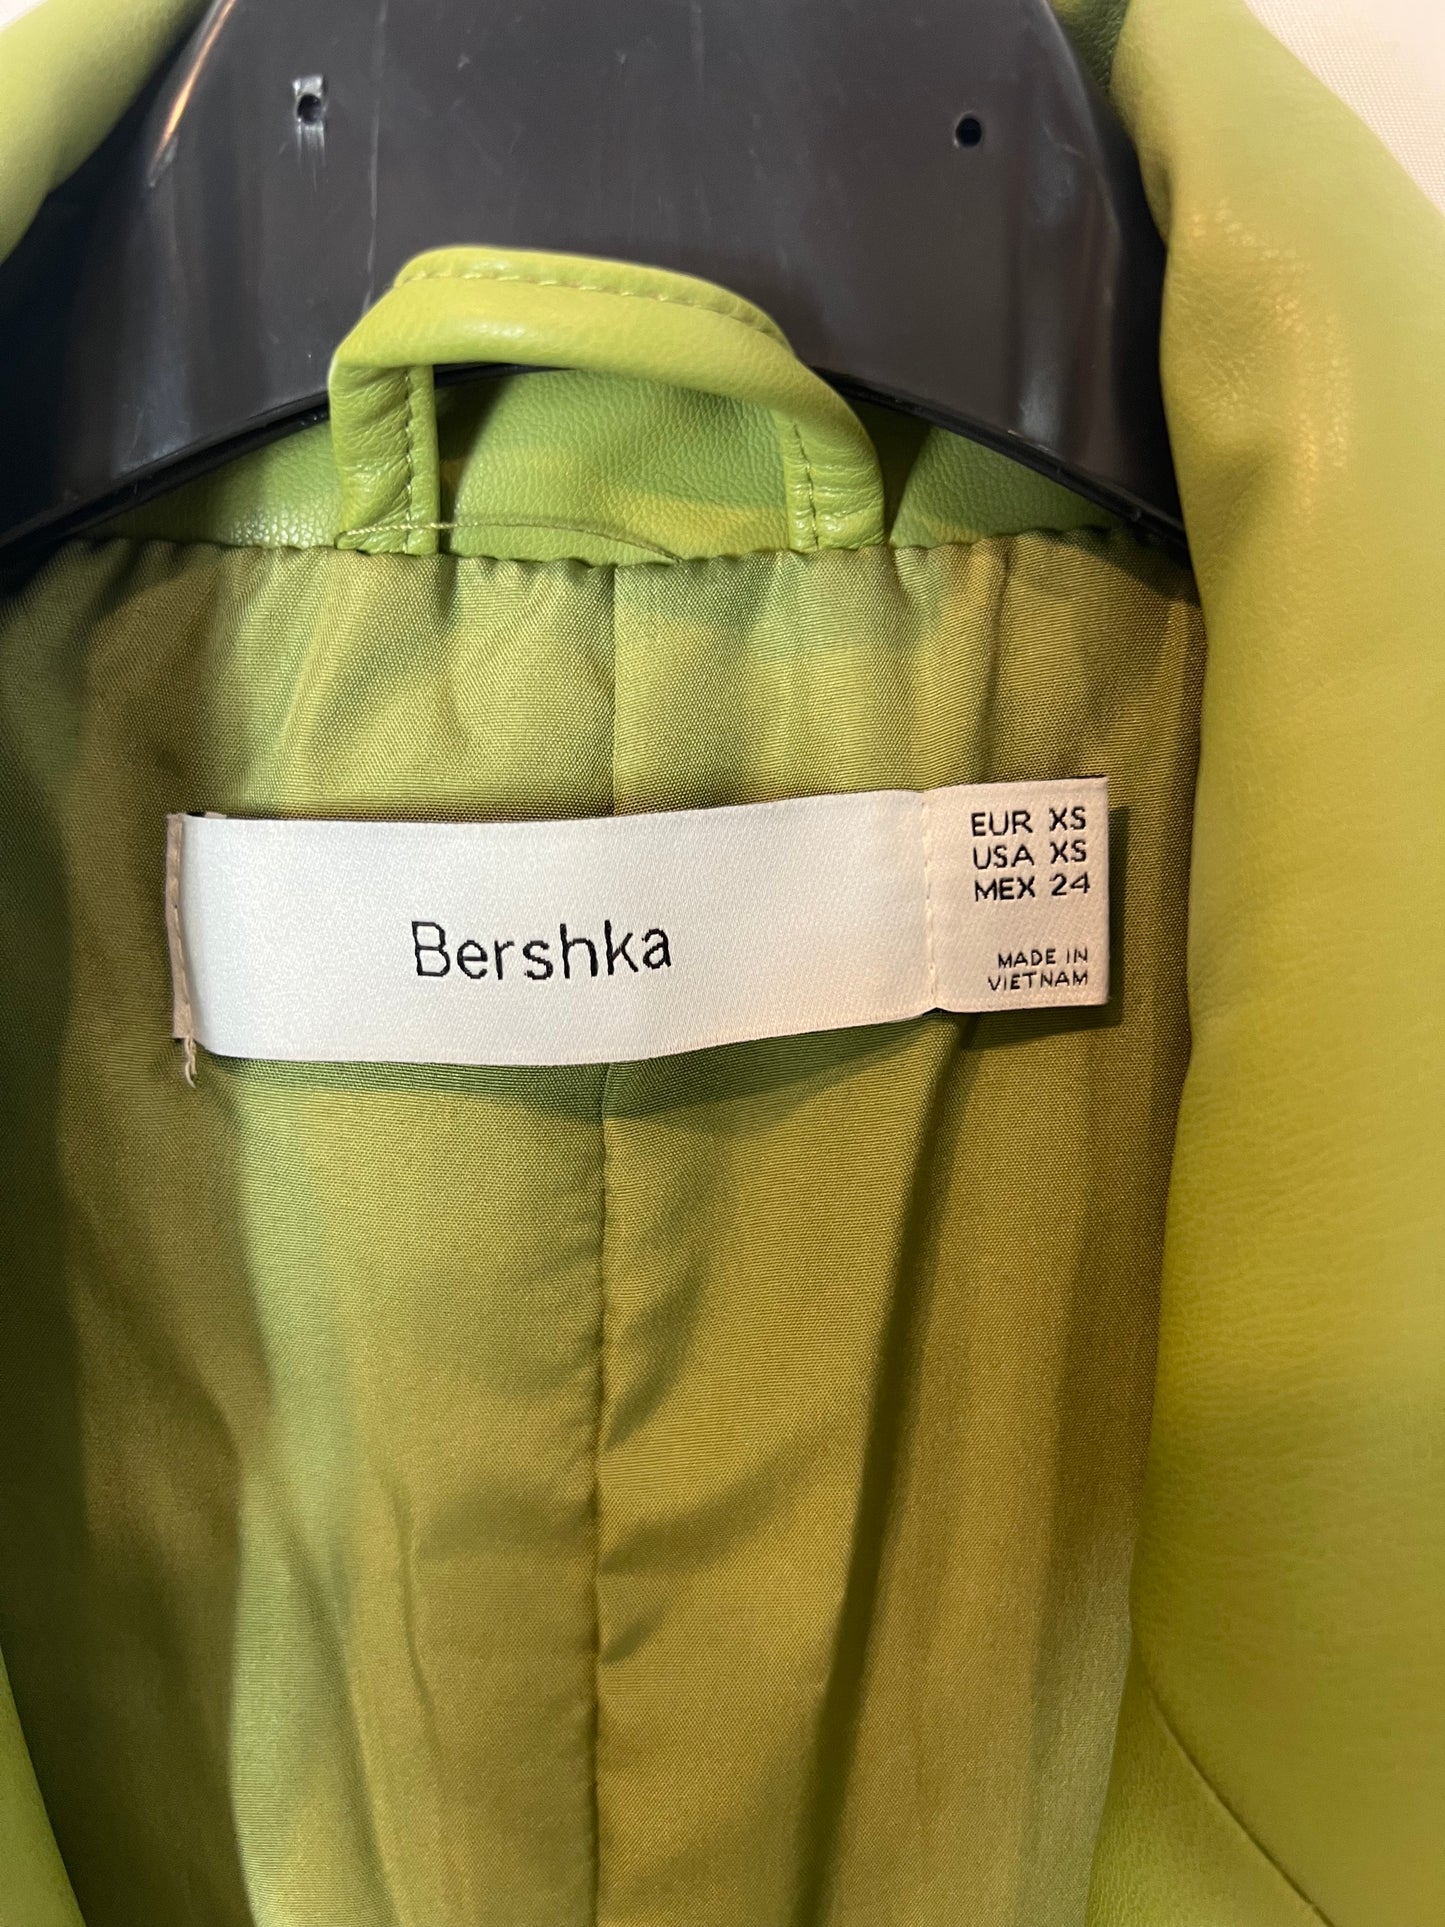 Bershka
EUR XS
USA XS
MEX 24
MADE IN
VIETNAM